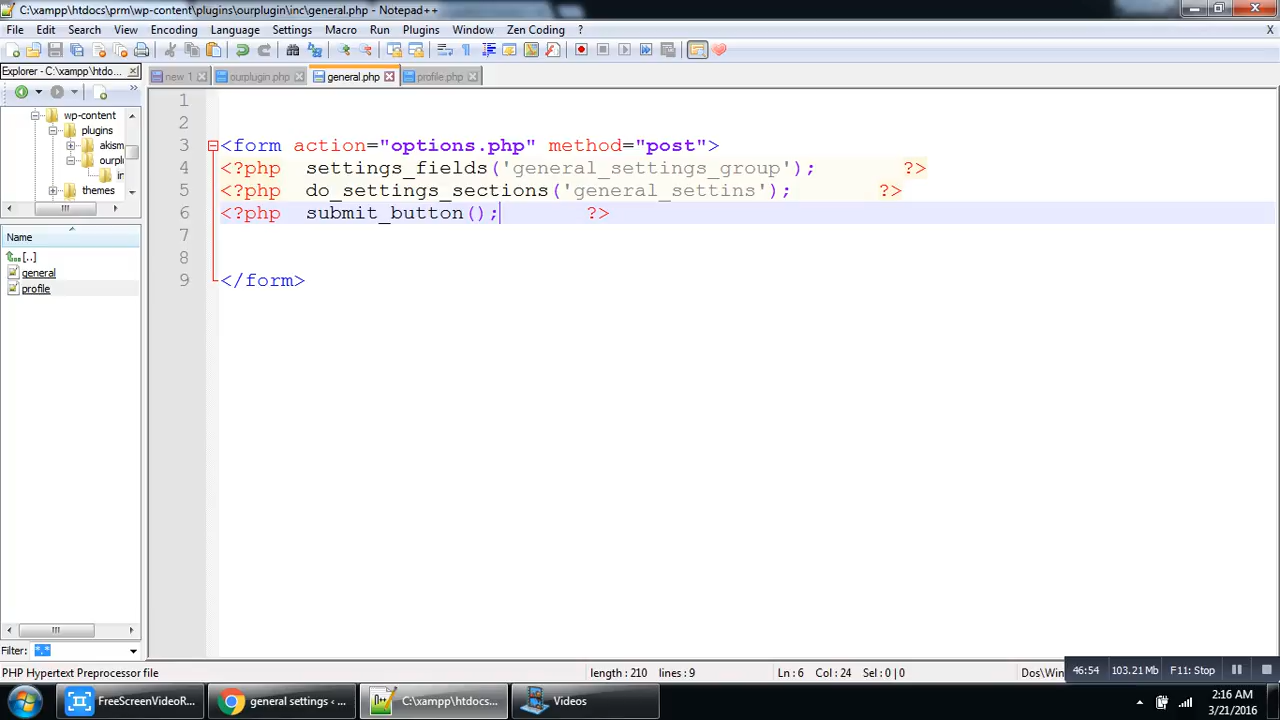 C:\xampp\htdocs\prm\wp-content\plugins\ourplugin\inc\general.php - Notepad++
File Edit Search View Encoding Language Settings Macro Run Plugins Window Zen Coding ? X
Explorer - C:\xampp\htdo...
new 1 ourplugin.php general.php profile.php
wp-content
plugins
akism
ourpl
in
themes
Name
[..]
general
profile
Filter: *.*
1
2
3 <form action="options.php" method="post">
4 <?php settings_fields('general_settings_group'); ?>
5 <?php do_settings_sections('general_settins'); ?>
6 <?php submit_button(); ?>
7
8
9 </form>
PHP Hypertext Preprocessor file length : 210 lines : 9 Ln : 6 Col : 24 Sel : 0 | 0 Dos\Win
46:54 103.21 Mb F11: Stop
FreeScreenVideoR... general settings ‹ ... C:\xampp\htdocs... Videos
2:16 AM
3/21/2016